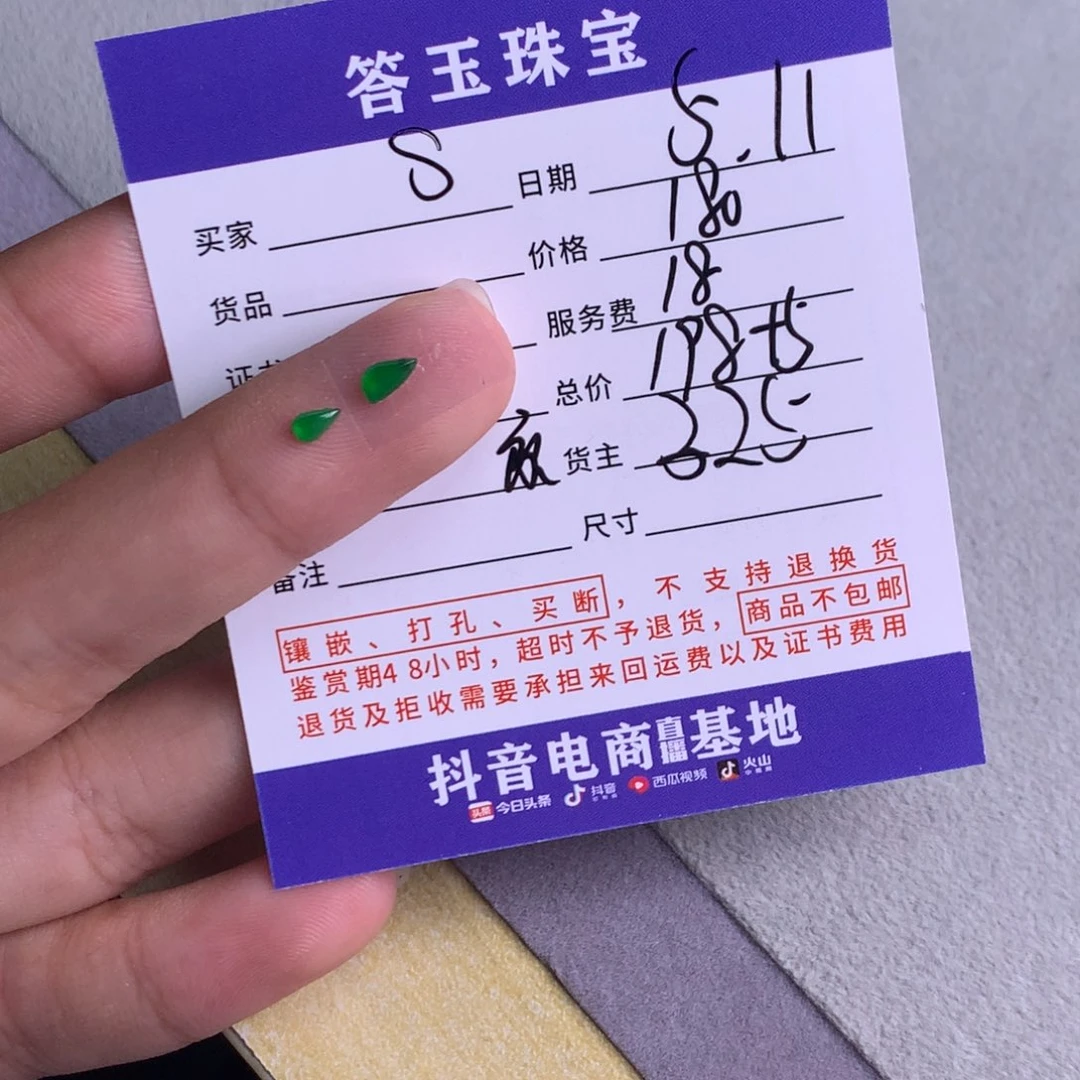 答玉珠宝
S 日期 5.11
买家 价格 180
货品 服务费 18
总价 198
货主 225
备注 尺寸
镶嵌、打孔、买断，不支持退换货
鉴赏期48小时，超时不予退货，商品不包邮
退货及拒收需要承担来回运费以及证书费用
抖音电商直播基地
头条 今日头条 抖音 西瓜视频 火山